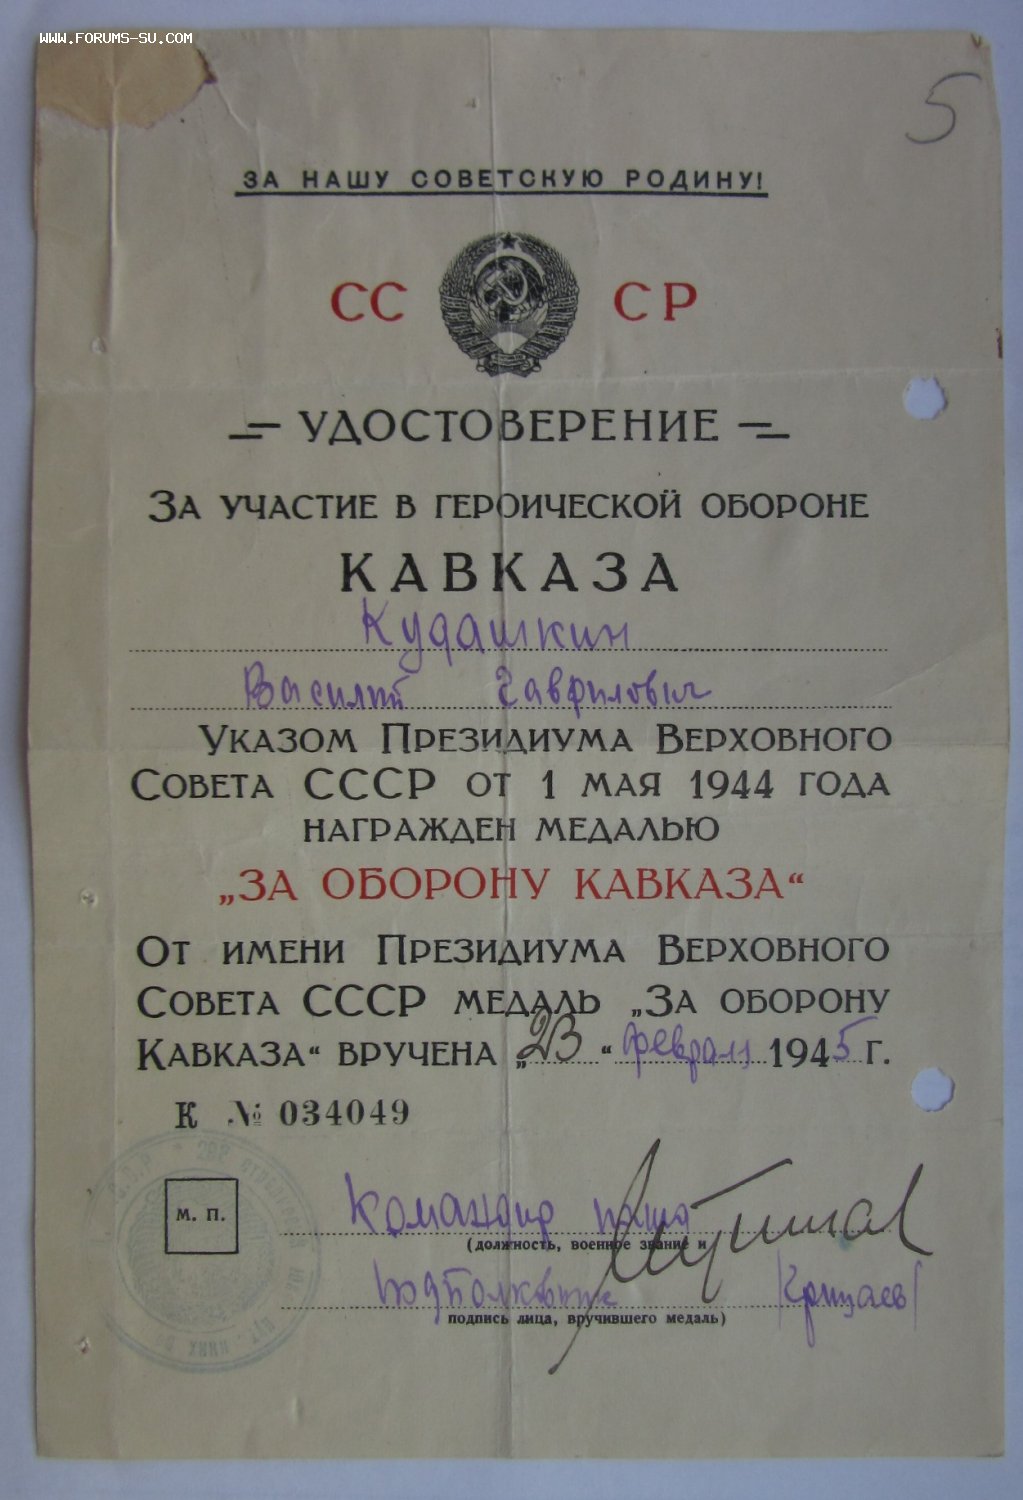 WWW.FORUMS-SU.COM
5
ЗА НАШУ СОВЕТСКУЮ РОДИНУ!
СС СР
УДОСТОВЕРЕНИЕ
ЗА УЧАСТИЕ В ГЕРОИЧЕСКОЙ ОБОРОНЕ
КАВКАЗА
Кудашкин
Василий Гаврилович
УКАЗОМ ПРЕЗИДИУМА ВЕРХОВНОГО
СОВЕТА СССР ОТ 1 МАЯ 1944 ГОДА
НАГРАЖДЕН МЕДАЛЬЮ
„ЗА ОБОРОНУ КАВКАЗА“
ОТ ИМЕНИ ПРЕЗИДИУМА ВЕРХОВНОГО
СОВЕТА СССР МЕДАЛЬ „ЗА ОБОРОНУ
КАВКАЗА“ ВРУЧЕНА „23“ февраля 1945 Г.
К № 034049
М. П.
Командир полка
(должность, военное звание и
подполковник
подпись лица, вручившего медаль)